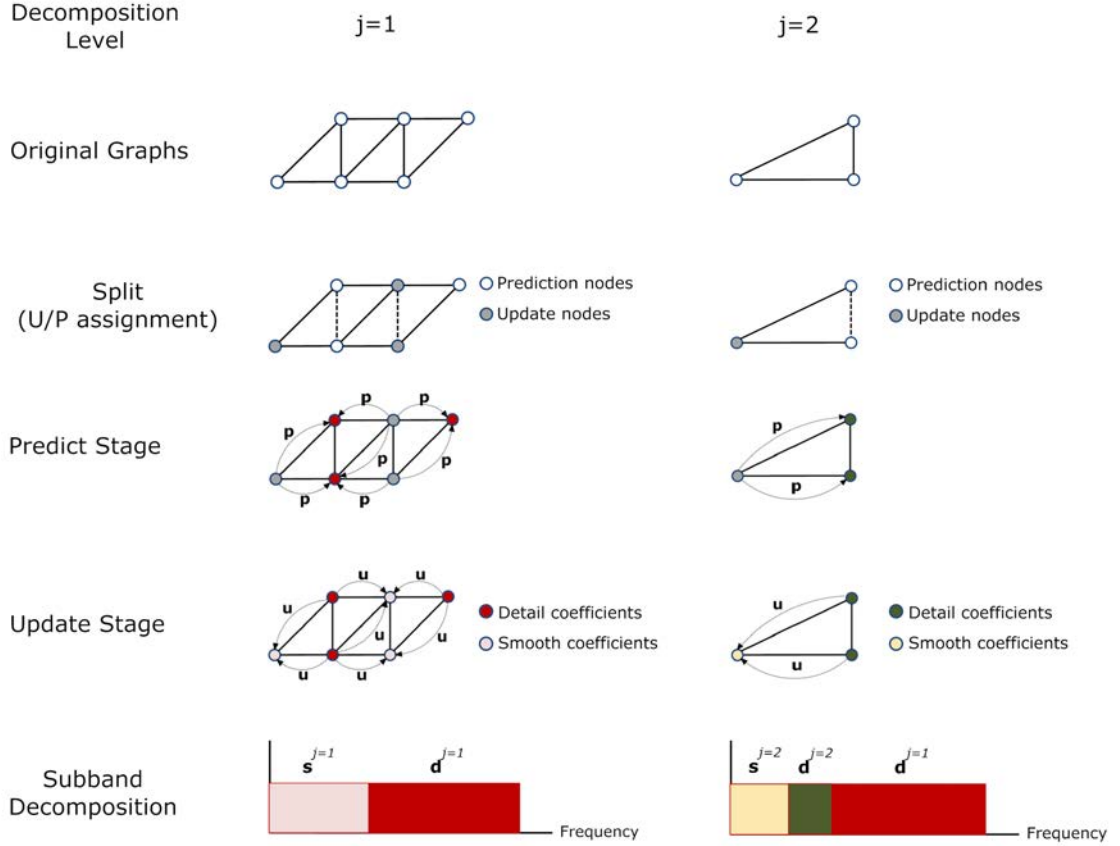 Decomposition
Level
j=1
j=2
Original Graphs
Split
(U/P assignment)
Prediction nodes
Update nodes
Prediction nodes
Update nodes
Predict Stage
p
p
p
p
p
p
p
p
p
Update Stage
u
u
u
u
u
u
u
Detail coefficients
Smooth coefficients
u
u
Detail coefficients
Smooth coefficients
Subband
Decomposition
s^{j=1}
d^{j=1}
Frequency
s^{j=2}
d^{j=2}
d^{j=1}
Frequency